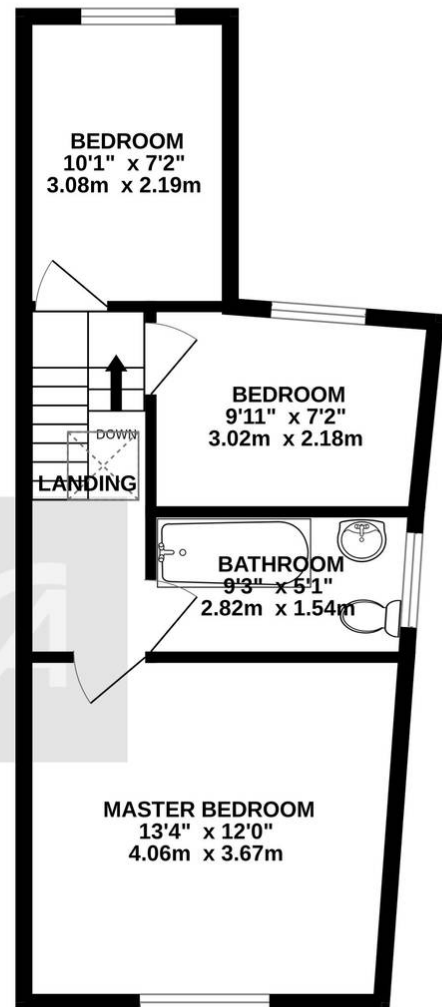 BEDROOM
10'1" x 7'2"
3.08m x 2.19m
BEDROOM
9'11" x 7'2"
3.02m x 2.18m
DOWN
LANDING
BATHROOM
9'3" x 5'1"
2.82m x 1.54m
MASTER BEDROOM
13'4" x 12'0"
4.06m x 3.67m